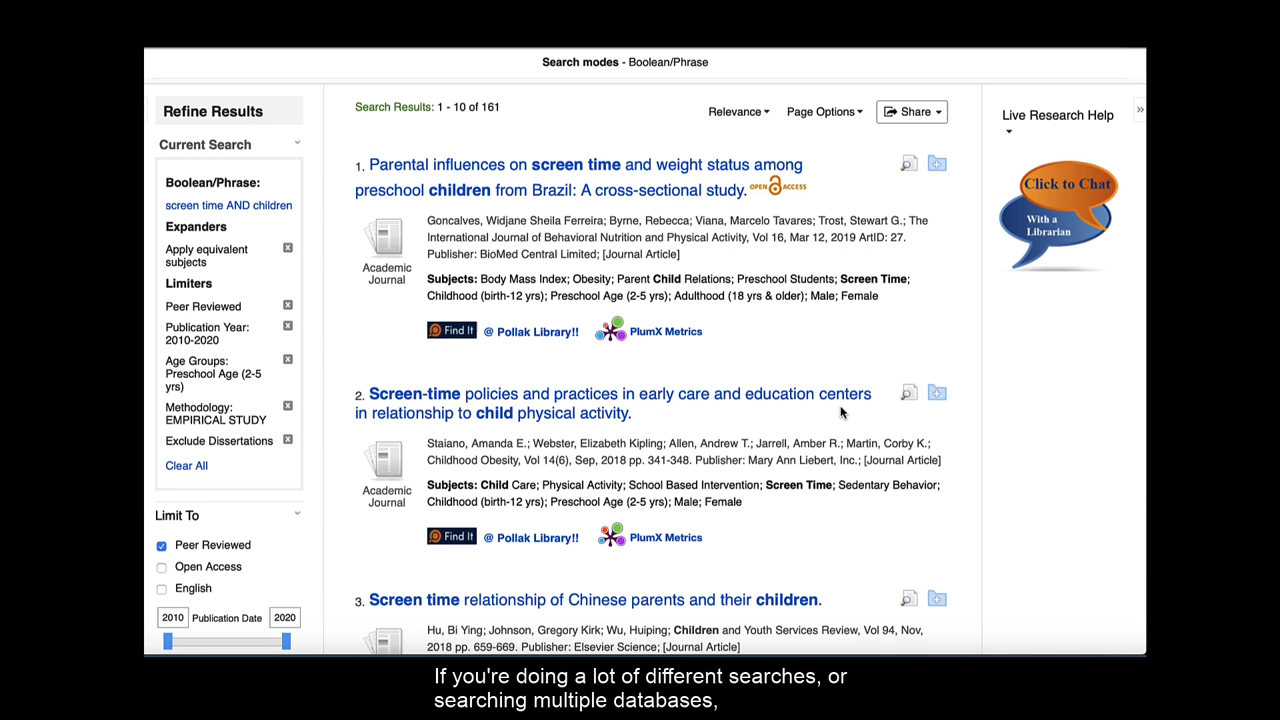 Search modes - Boolean/Phrase
Refine Results
Current Search
Boolean/Phrase:
screen time AND children
Expanders
Apply equivalent
subjects
Limiters
Peer Reviewed
Publication Year:
2010-2020
Age Groups:
Preschool Age (2-5
yrs)
Methodology:
EMPIRICAL STUDY
Exclude Dissertations
Clear All
Limit To
Peer Reviewed
Open Access
English
2010 Publication Date 2020
Search Results: 1 - 10 of 161
Relevance Page Options Share
1. Parental influences on screen time and weight status among
preschool children from Brazil: A cross-sectional study. OPEN ACCESS
Academic
Journal
Goncalves, Widjane Sheila Ferreira; Byrne, Rebecca; Viana, Marcelo Tavares; Trost, Stewart G.; The
International Journal of Behavioral Nutrition and Physical Activity, Vol 16, Mar 12, 2019 ArtID: 27.
Publisher: BioMed Central Limited; [Journal Article]
Subjects: Body Mass Index; Obesity; Parent Child Relations; Preschool Students; Screen Time;
Childhood (birth-12 yrs); Preschool Age (2-5 yrs); Adulthood (18 yrs & older); Male; Female
Find It @ Pollak Library!! PlumX Metrics
2. Screen-time policies and practices in early care and education centers
in relationship to child physical activity.
Academic
Journal
Staiano, Amanda E.; Webster, Elizabeth Kipling; Allen, Andrew T.; Jarrell, Amber R.; Martin, Corby K.;
Childhood Obesity, Vol 14(6), Sep, 2018 pp. 341-348. Publisher: Mary Ann Liebert, Inc.; [Journal Article]
Subjects: Child Care; Physical Activity; School Based Intervention; Screen Time; Sedentary Behavior;
Childhood (birth-12 yrs); Preschool Age (2-5 yrs); Male; Female
Find It @ Pollak Library!! PlumX Metrics
3. Screen time relationship of Chinese parents and their children.
Hu, Bi Ying; Johnson, Gregory Kirk; Wu, Huiping; Children and Youth Services Review, Vol 94, Nov,
2018 pp. 659-669. Publisher: Elsevier Science; [Journal Article]
Live Research Help
»
Click to Chat
With a
Librarian
If you're doing a lot of different searches, or
searching multiple databases,